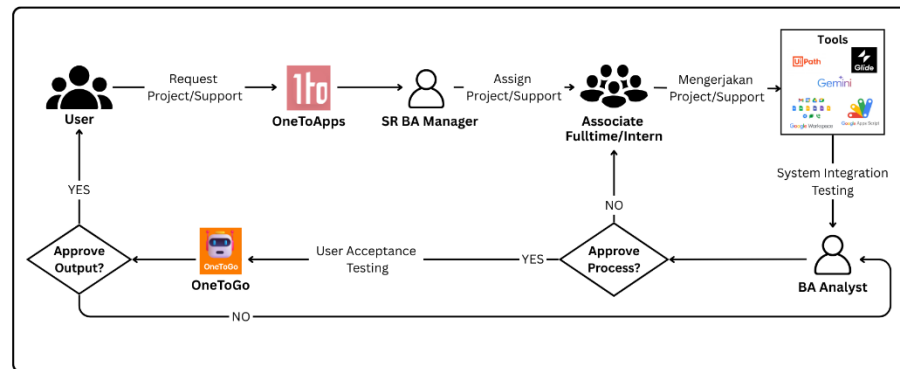 Tools
UiPath
Glide
Gemini
Google Workspace
Google Apps Script
Request
Project/Support
1to
Assign
Project/Support
Mengerjakan
Project/Support
User
OneToApps
SR BA Manager
Associate
Fulltime/Intern
System Integration
Testing
YES
NO
Approve
Output?
OneToGo
OneToGo
User Acceptance
Testing
YES
Approve
Process?
BA Analyst
NO